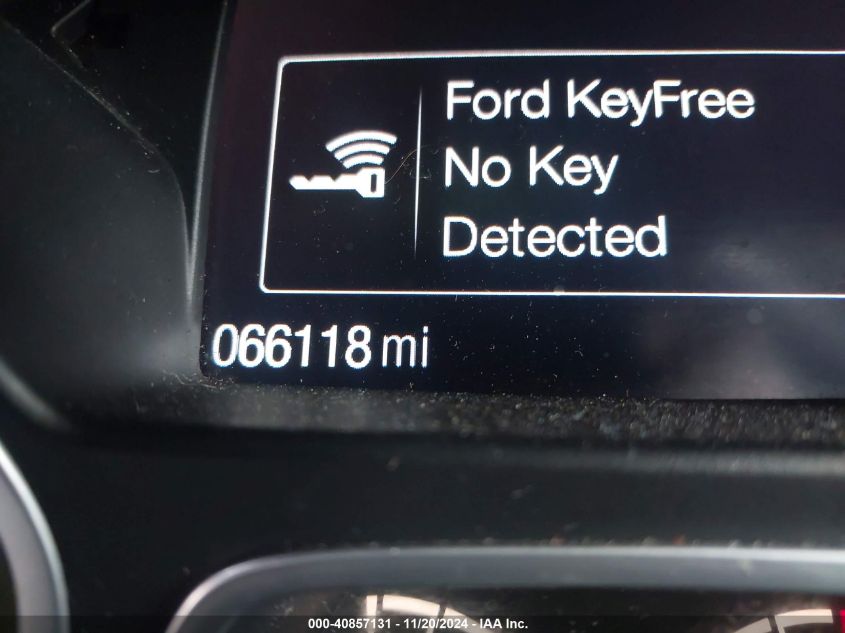 Ford KeyFree
No Key
Detected
066118 mi
000-40857131 - 11/20/2024 - IAA Inc.